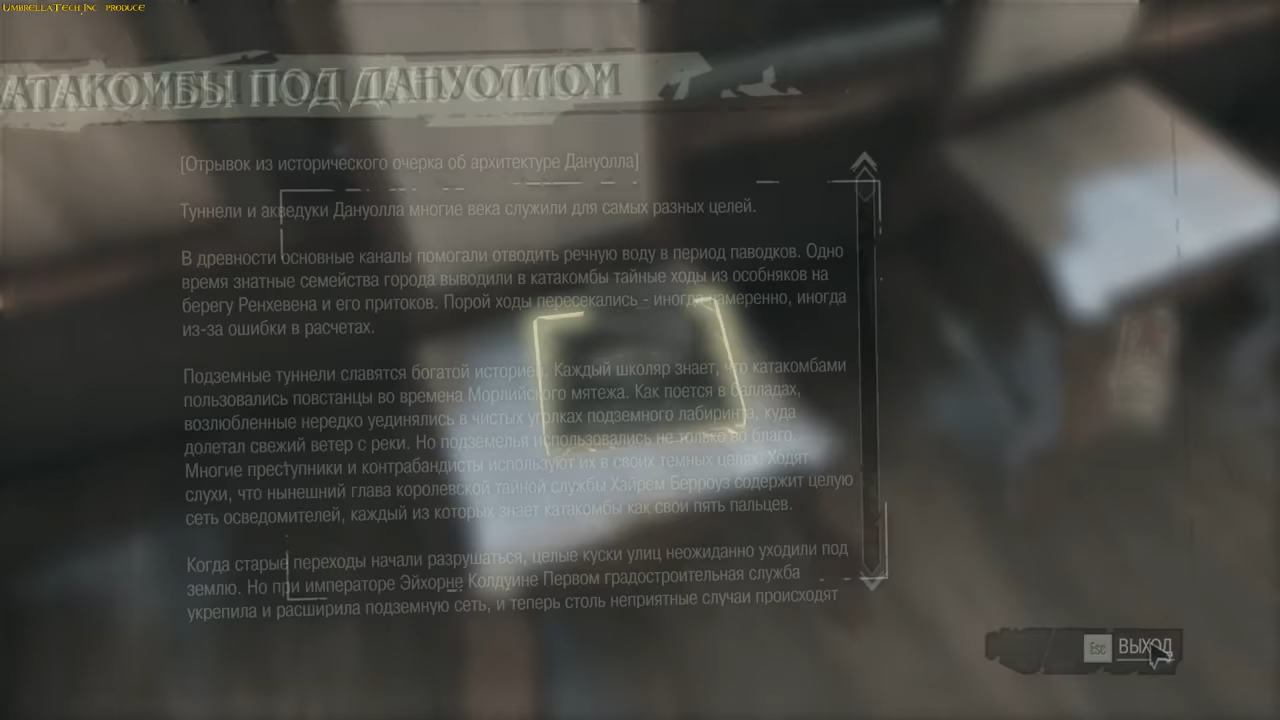 UmbrellaTech Inc produce
АТАКОМБЫ ПОД ДАНУОЛЛОМ
[Отрывок из исторического очерка об архитектуре Дануолла]
Туннели и акведуки Дануолла многие века служили для самых разных целей.
В древности основные каналы помогали отводить речную воду в период паводков. Одно
время знатные семейства города выводили в катакомбы тайные ходы из особняков на
берегу Ренхевена и его притоков. Порой ходы пересекались - иногда намеренно, иногда
из-за ошибки в расчетах.
Подземные туннели славятся богатой историей. Каждый школяр знает, что катакомбами
пользовались повстанцы во времена Морлийского мятежа. Как поется в балладах,
возлюбленные нередко уединялись в чистых уголках подземного лабиринта, куда
долетал свежий ветер с реки. Но подземелья использовались не только во благо.
Многие преступники и контрабандисты используют их в своих темных целях. Ходят
слухи, что нынешний глава королевской тайной службы Хайрем Берроуз содержит целую
сеть осведомителей, каждый из которых знает катакомбы как свои пять пальцев.
Когда старые переходы начали разрушаться, целые куски улиц неожиданно уходили под
землю. Но при императоре Эйхорне Колдуине Первом градостроительная служба
укрепила и расширила подземную сеть, и теперь столь неприятные случаи происходят
Esc ВЫХОД